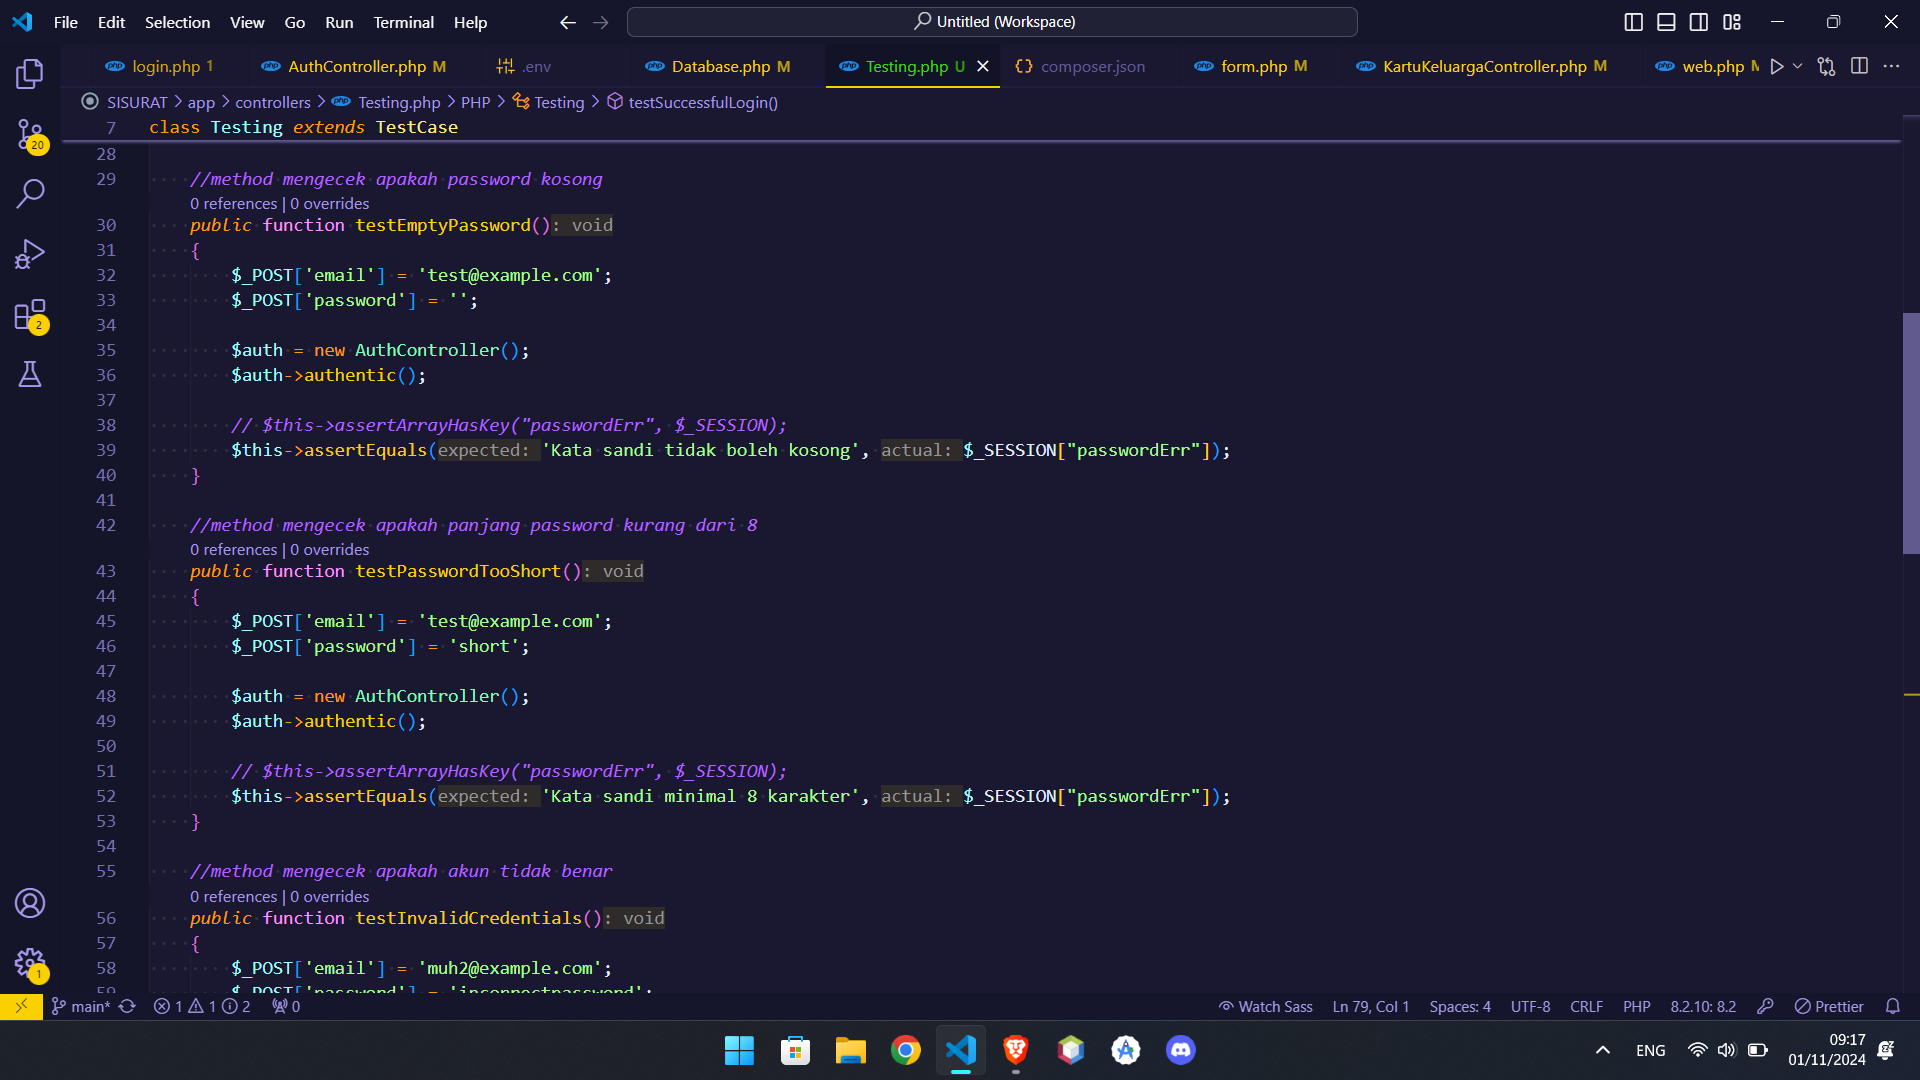 File Edit Selection View Go Run Terminal Help Untitled (Workspace)
login.php 1 AuthController.php M .env Database.php M Testing.php U composer.json form.php M KartuKeluargaController.php M web.php M
SISURAT > app > controllers > Testing.php > PHP > Testing > testSuccessfulLogin()
7 class Testing extends TestCase
28
29 //method mengecek apakah password kosong
0 references | 0 overrides
30 public function testEmptyPassword(): void
31 {
32 $_POST['email'] = 'test@example.com';
33 $_POST['password'] = '';
34
35 $auth = new AuthController();
36 $auth->authentic();
37
38 // $this->assertArrayHasKey("passwordErr", $_SESSION);
39 $this->assertEquals(expected: 'Kata sandi tidak boleh kosong', actual: $_SESSION["passwordErr"]);
40 }
41
42 //method mengecek apakah panjang password kurang dari 8
0 references | 0 overrides
43 public function testPasswordTooShort(): void
44 {
45 $_POST['email'] = 'test@example.com';
46 $_POST['password'] = 'short';
47
48 $auth = new AuthController();
49 $auth->authentic();
50
51 // $this->assertArrayHasKey("passwordErr", $_SESSION);
52 $this->assertEquals(expected: 'Kata sandi minimal 8 karakter', actual: $_SESSION["passwordErr"]);
53 }
54
55 //method mengecek apakah akun tidak benar
0 references | 0 overrides
56 public function testInvalidCredentials(): void
57 {
58 $_POST['email'] = 'muh2@example.com';
59 $_POST['password'] = 'incorrectpassword';
20
2
1
main* 1 1 2 0 Watch Sass Ln 79, Col 1 Spaces: 4 UTF-8 CRLF PHP 8.2.10: 8.2 Prettier
ENG 09:17
01/11/2024